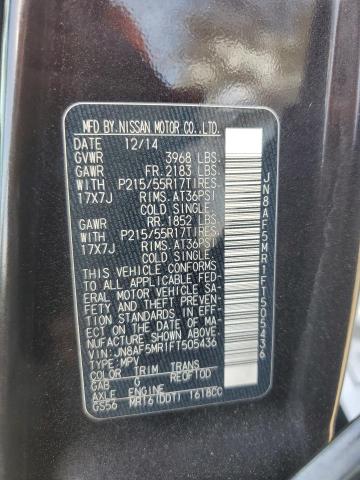 MFD.BY.NISSAN MOTOR CO.,LTD.
DATE 12/14
GVWR 3968 LBS.
GAWR FR.2183 LBS.
WITH P215/55R17TIRES.
17X7J RIMS.AT36PSI
COLD SINGLE.
GAWR RR.1852 LBS.
WITH P215/55R17TIRES.
17X7J RIMS.AT36PSI
COLD SINGLE.
THIS VEHICLE CONFORMS
TO ALL APPLICABLE FED-
ERAL MOTOR VEHICLE SA-
FETY AND THEFT PREVEN-
TION STANDARDS IN EFF-
ECT ON THE DATE OF MA-
NUFACTURE SHOWN ABOVE.
VIN:JN8AF5MR1FT505436
TYPE:MPV
COLOR TRIM TRANS
GAB G RE0F10D
AXLE ENGINE
GS56 MR16(DDT) 1618CC
JN8AF5MR1FT505436